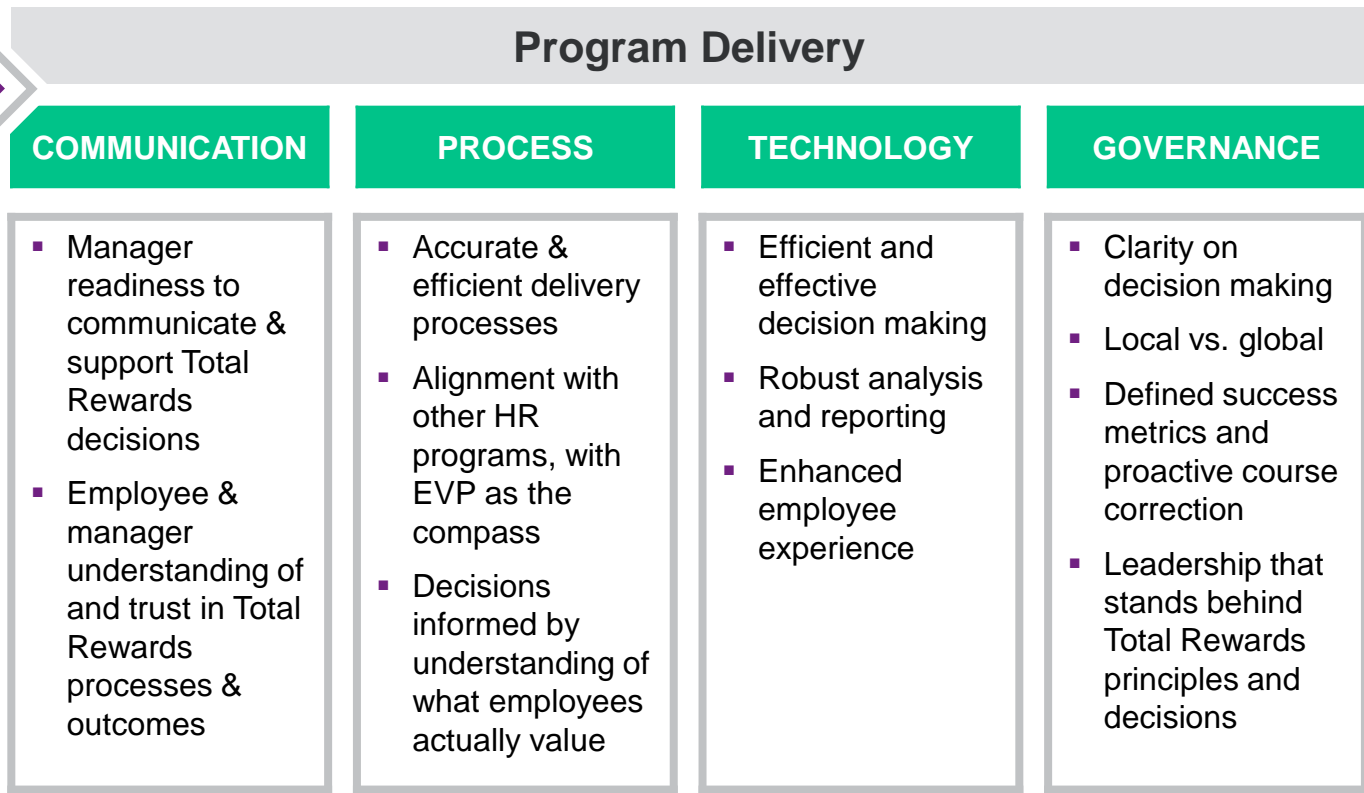 Program Delivery
COMMUNICATION
▪ Manager
readiness to
communicate &
support Total
Rewards
decisions
▪ Employee &
manager
understanding of
and trust in Total
Rewards
processes &
outcomes
PROCESS
▪ Accurate &
efficient delivery
processes
▪ Alignment with
other HR
programs, with
EVP as the
compass
▪ Decisions
informed by
understanding of
what employees
actually value
TECHNOLOGY
▪ Efficient and
effective
decision making
▪ Robust analysis
and reporting
▪ Enhanced
employee
experience
GOVERNANCE
▪ Clarity on
decision making
▪ Local vs. global
▪ Defined success
metrics and
proactive course
correction
▪ Leadership that
stands behind
Total Rewards
principles and
decisions